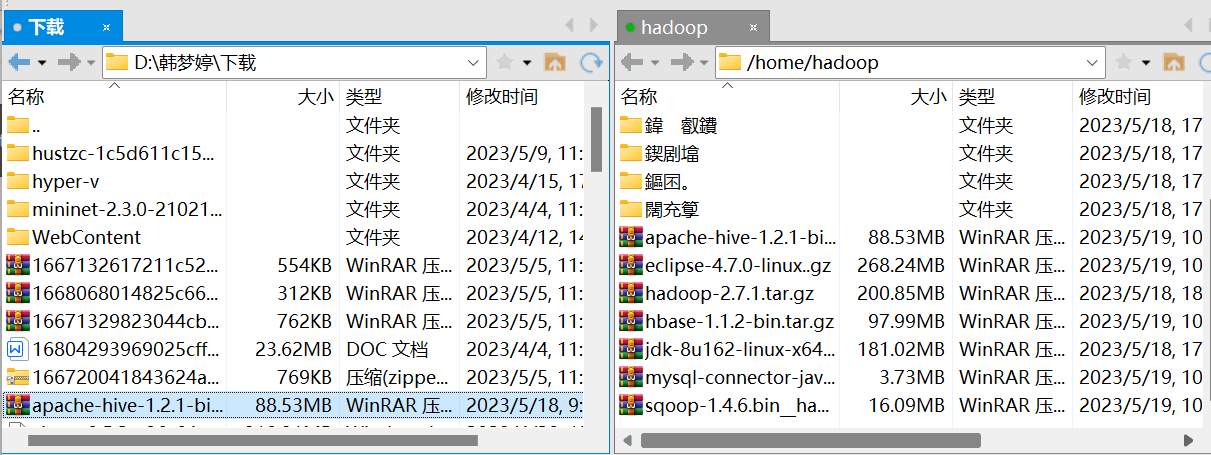 下载
D:\韩梦婷\下载
名称 大小 类型 修改时间
.. 文件夹
hustzc-1c5d611c15... 文件夹 2023/5/9, 11:
hyper-v 文件夹 2023/4/15, 17
mininet-2.3.0-21021... 文件夹 2023/4/4, 11:
WebContent 文件夹 2023/4/12, 14
1667132617211c52... 554KB WinRAR 压... 2023/5/5, 11:
1668068014825c66... 312KB WinRAR 压... 2023/5/5, 11:
16671329823044cb... 762KB WinRAR 压... 2023/5/5, 11:
16804293969025cff... 23.62MB DOC 文档 2023/4/4, 11:
166720041843624a... 769KB 压缩(zippe... 2023/5/5, 11:
apache-hive-1.2.1-bi... 88.53MB WinRAR 压... 2023/5/18, 9:
hadoop
/home/hadoop
名称 大小 类型 修改时间
文件夹 2023/5/18, 17
鍥剧墖 文件夹 2023/5/18, 17
鏂囨。 文件夹 2023/5/18, 17
文件夹 2023/5/18, 17
apache-hive-1.2.1-bi... 88.53MB WinRAR 压... 2023/5/19, 10
eclipse-4.7.0-linux..gz 268.24MB WinRAR 压... 2023/5/19, 10
hadoop-2.7.1.tar.gz 200.85MB WinRAR 压... 2023/5/18, 18
hbase-1.1.2-bin.tar.gz 97.99MB WinRAR 压... 2023/5/19, 10
jdk-8u162-linux-x64... 181.02MB WinRAR 压... 2023/5/18, 17
mysql-connector-jav... 3.73MB WinRAR 压... 2023/5/19, 10
sqoop-1.4.6.bin__ha... 16.09MB WinRAR 压... 2023/5/19, 10